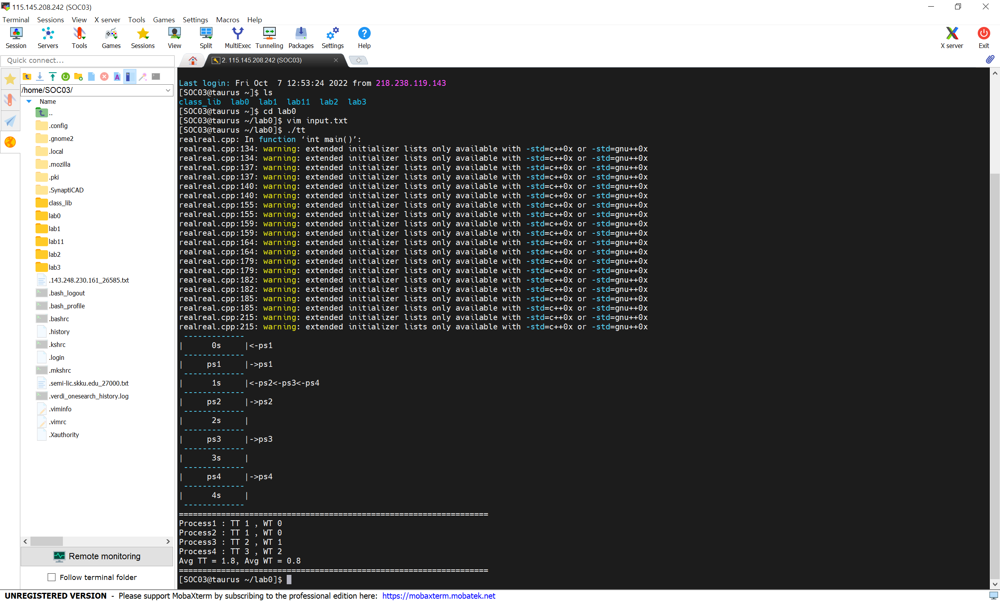 115.145.208.242 (SOC03)
Terminal Sessions View X server Tools Games Settings Macros Help
Session Servers Tools Games Sessions View Split MultiExec Tunneling Packages Settings Help X server Exit
Quick connect...
2. 115.145.208.242 (SOC03)
/home/SOC03/
Name
..
.config
.gnome2
.local
.mozilla
.pki
.SynaptiCAD
class_lib
lab0
lab1
lab11
lab2
lab3
.143.248.230.161_26585.txt
.bash_logout
.bash_profile
.bashrc
.history
.kshrc
.login
.mkshrc
.semi-lic.skku.edu_27000.txt
.verdi_onesearch_history.log
.viminfo
.vimrc
.Xauthority
Remote monitoring
Follow terminal folder
Last login: Fri Oct  7 12:53:24 2022 from 218.238.119.143
[SOC03@taurus ~]$ ls
class_lib  lab0  lab1  lab11  lab2  lab3
[SOC03@taurus ~]$ cd lab0
[SOC03@taurus ~/lab0]$ vim input.txt
[SOC03@taurus ~/lab0]$ ./tt
realreal.cpp: In function ‘int main()’:
realreal.cpp:134: warning: extended initializer lists only available with -std=c++0x or -std=gnu++0x
realreal.cpp:134: warning: extended initializer lists only available with -std=c++0x or -std=gnu++0x
realreal.cpp:137: warning: extended initializer lists only available with -std=c++0x or -std=gnu++0x
realreal.cpp:137: warning: extended initializer lists only available with -std=c++0x or -std=gnu++0x
realreal.cpp:140: warning: extended initializer lists only available with -std=c++0x or -std=gnu++0x
realreal.cpp:140: warning: extended initializer lists only available with -std=c++0x or -std=gnu++0x
realreal.cpp:155: warning: extended initializer lists only available with -std=c++0x or -std=gnu++0x
realreal.cpp:155: warning: extended initializer lists only available with -std=c++0x or -std=gnu++0x
realreal.cpp:159: warning: extended initializer lists only available with -std=c++0x or -std=gnu++0x
realreal.cpp:159: warning: extended initializer lists only available with -std=c++0x or -std=gnu++0x
realreal.cpp:164: warning: extended initializer lists only available with -std=c++0x or -std=gnu++0x
realreal.cpp:164: warning: extended initializer lists only available with -std=c++0x or -std=gnu++0x
realreal.cpp:179: warning: extended initializer lists only available with -std=c++0x or -std=gnu++0x
realreal.cpp:179: warning: extended initializer lists only available with -std=c++0x or -std=gnu++0x
realreal.cpp:182: warning: extended initializer lists only available with -std=c++0x or -std=gnu++0x
realreal.cpp:182: warning: extended initializer lists only available with -std=c++0x or -std=gnu++0x
realreal.cpp:185: warning: extended initializer lists only available with -std=c++0x or -std=gnu++0x
realreal.cpp:185: warning: extended initializer lists only available with -std=c++0x or -std=gnu++0x
realreal.cpp:215: warning: extended initializer lists only available with -std=c++0x or -std=gnu++0x
realreal.cpp:215: warning: extended initializer lists only available with -std=c++0x or -std=gnu++0x
 -------------
|      0s     |<-ps1
 -------------
|     ps1     |->ps1
 -------------
|      1s     |<-ps2<-ps3<-ps4
 -------------
|     ps2     |->ps2
 -------------
|      2s     |
 -------------
|     ps3     |->ps3
 -------------
|      3s     |
 -------------
|     ps4     |->ps4
 -------------
|      4s     |
 -------------
==================================================================
Process1 : TT 1 , WT 0
Process2 : TT 1 , WT 0
Process3 : TT 2 , WT 1
Process4 : TT 3 , WT 2
Avg TT = 1.8, Avg WT = 0.8
==================================================================
[SOC03@taurus ~/lab0]$
UNREGISTERED VERSION - Please support MobaXterm by subscribing to the professional edition here: https://mobaxterm.mobatek.net